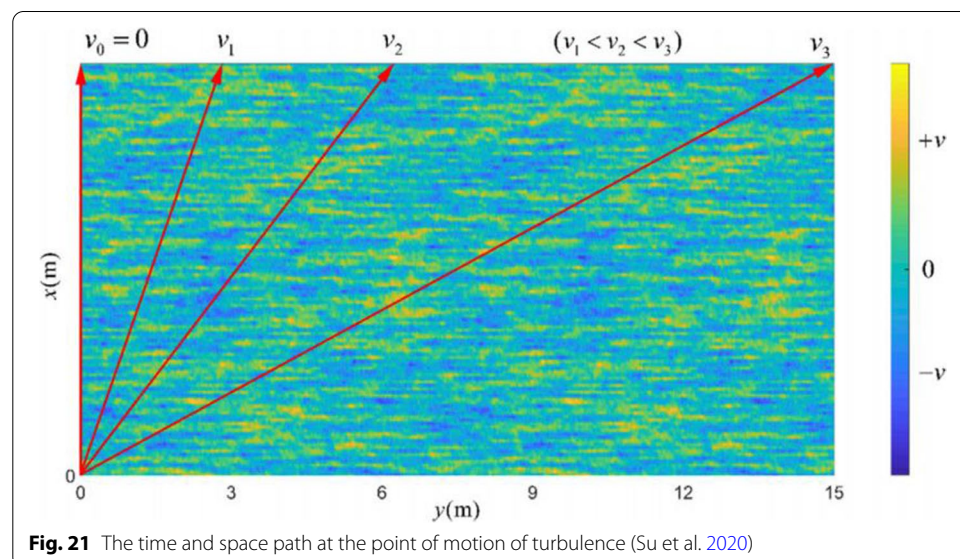 v₀ = 0 v₁ v₂ (v₁ < v₂ < v₃) v₃
+v
0
−v
x(m)
0
0 3 6 9 12 15
y(m)
Fig. 21 The time and space path at the point of motion of turbulence (Su et al. 2020)